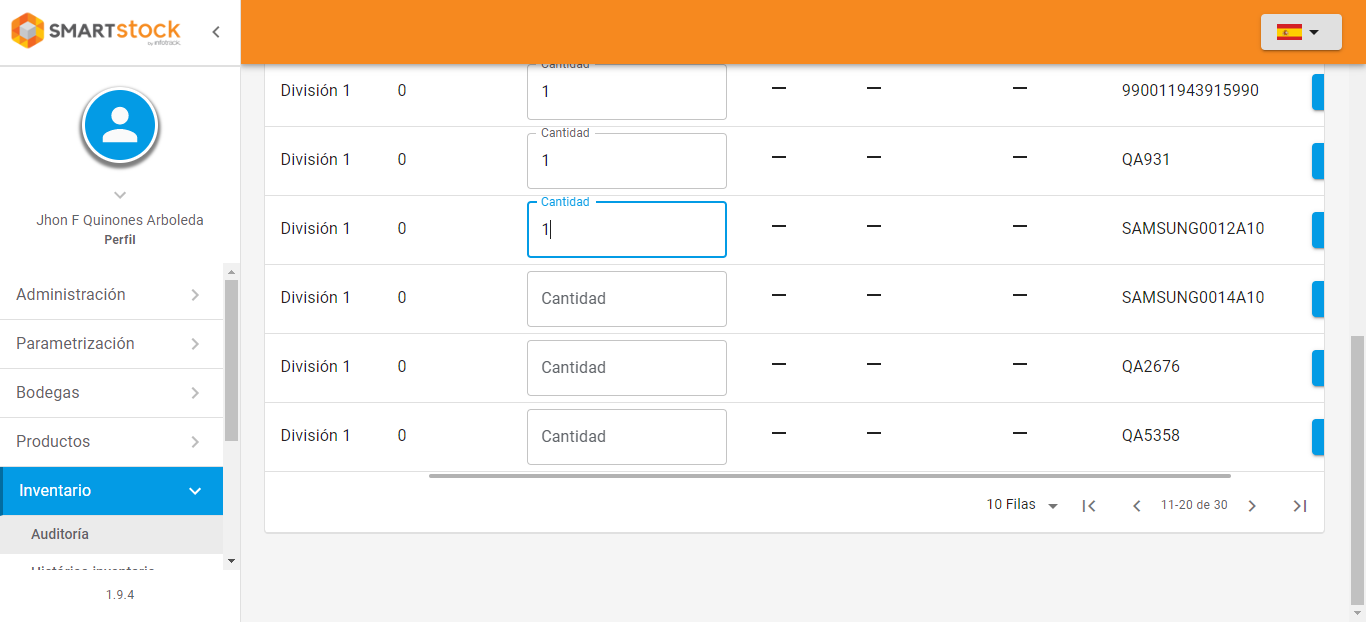 SMARTstock
by infotrack
Jhon F Quinones Arboleda
Perfil
Administración
Parametrización
Bodegas
Productos
Inventario
Auditoría
Histórico inventario
1.9.4
Cantidad
División 1 0 1 — — — 990011943915990
Cantidad
División 1 0 1 — — — QA931
Cantidad
División 1 0 1 — — — SAMSUNG0012A10
División 1 0 Cantidad — — — SAMSUNG0014A10
División 1 0 Cantidad — — — QA2676
División 1 0 Cantidad — — — QA5358
10 Filas 11-20 de 30